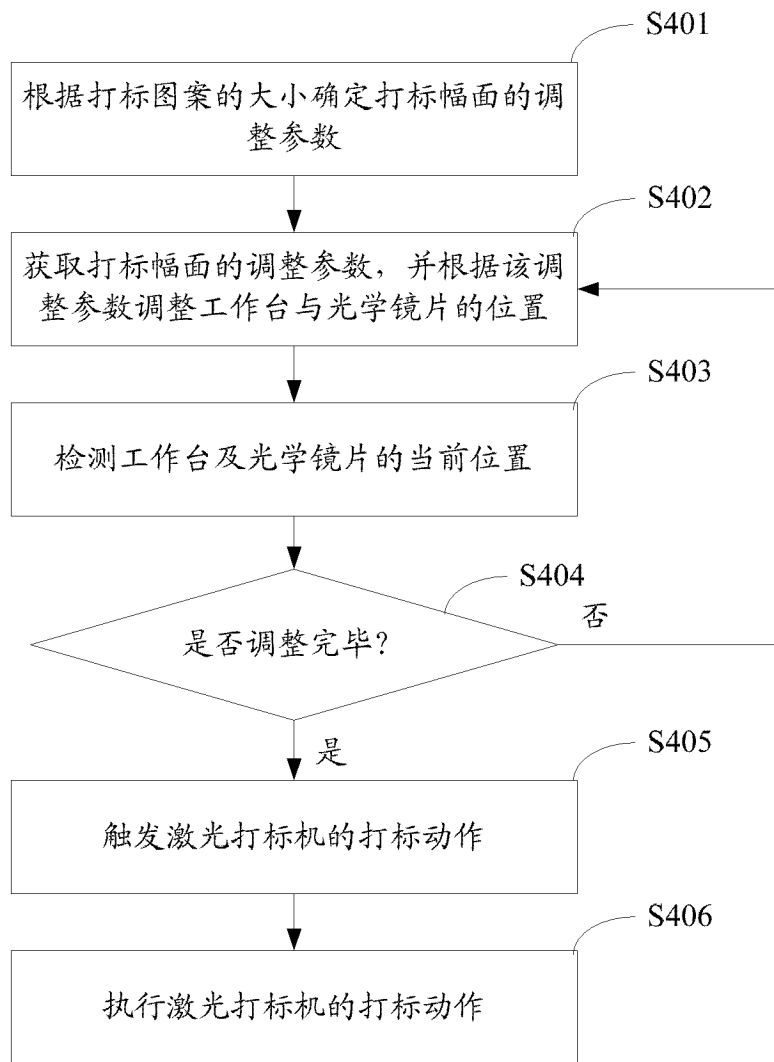 S401
根据打标图案的大小确定打标幅面的调
整参数
S402
获取打标幅面的调整参数，并根据该调
整参数调整工作台与光学镜片的位置
S403
检测工作台及光学镜片的当前位置
S404
否
是否调整完毕？
是
S405
触发激光打标机的打标动作
S406
执行激光打标机的打标动作